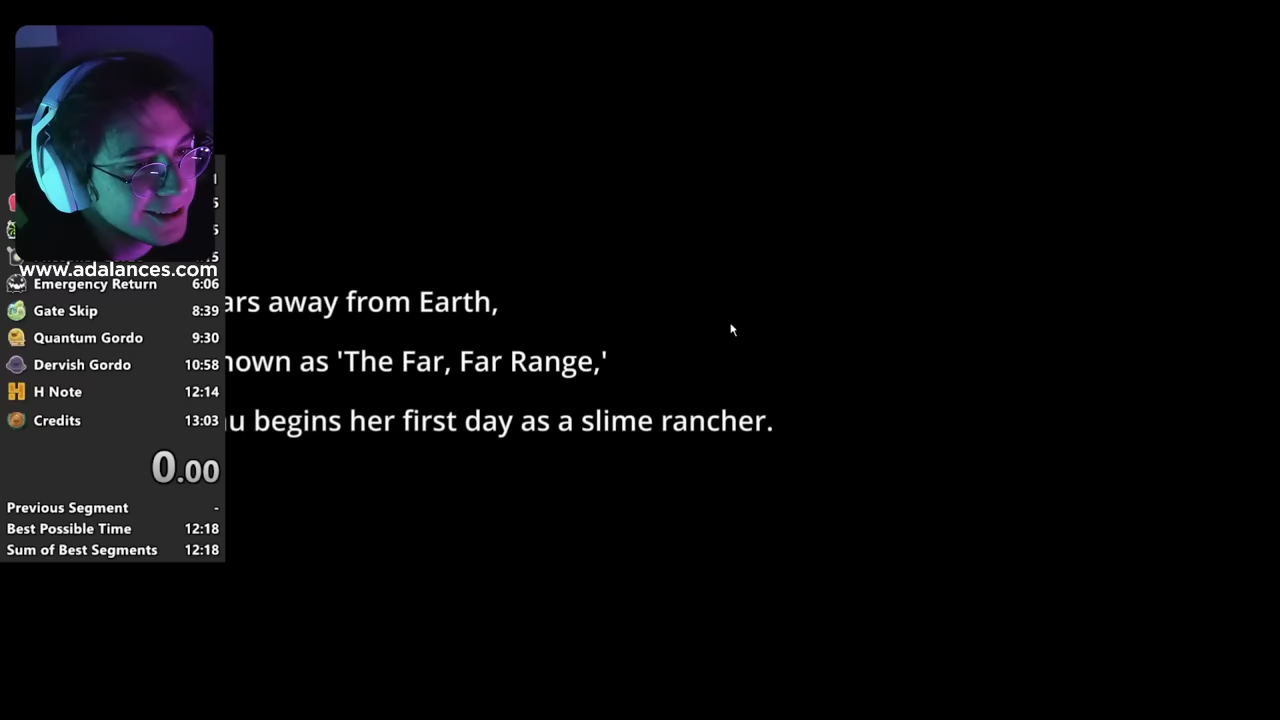 www.adalances.com
Emergency Return 6:06
Gate Skip 8:39
Quantum Gordo 9:30
Dervish Gordo 10:58
H Note 12:14
Credits 13:03
0.00
Previous Segment -
Best Possible Time 12:18
Sum of Best Segments 12:18
away from Earth,
as 'The Far, Far Range,'
begins her first day as a slime rancher.